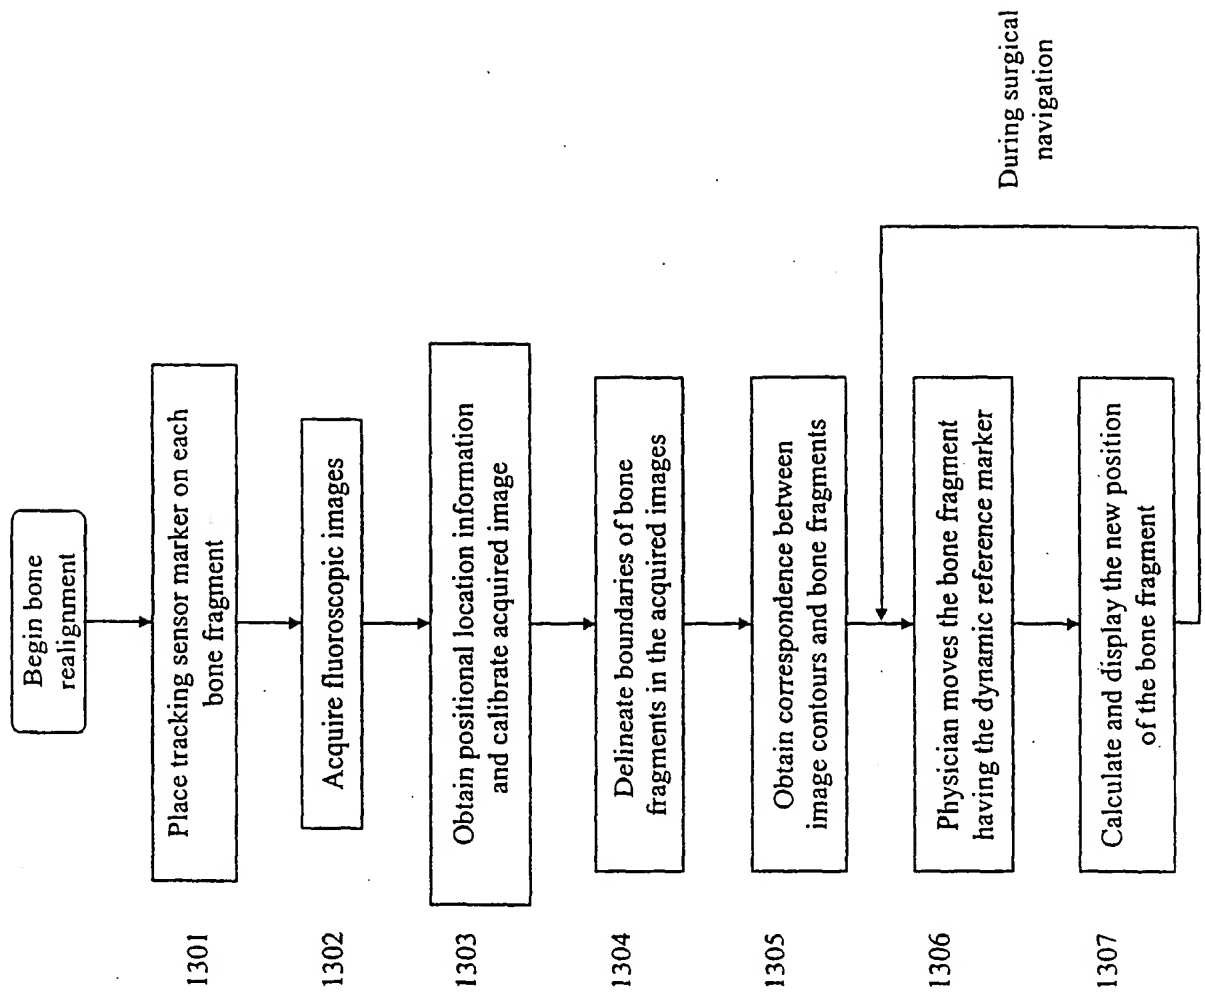 Begin bone
realignment
1301
Place tracking sensor marker on each
bone fragment
1302
Acquire fluoroscopic images
1303
Obtain positional location information
and calibrate acquired image
1304
Delineate boundaries of bone
fragments in the acquired images
1305
Obtain correspondence between
image contours and bone fragments
1306
Physician moves the bone fragment
having the dynamic reference marker
1307
Calculate and display the new position
of the bone fragment
During surgical
navigation